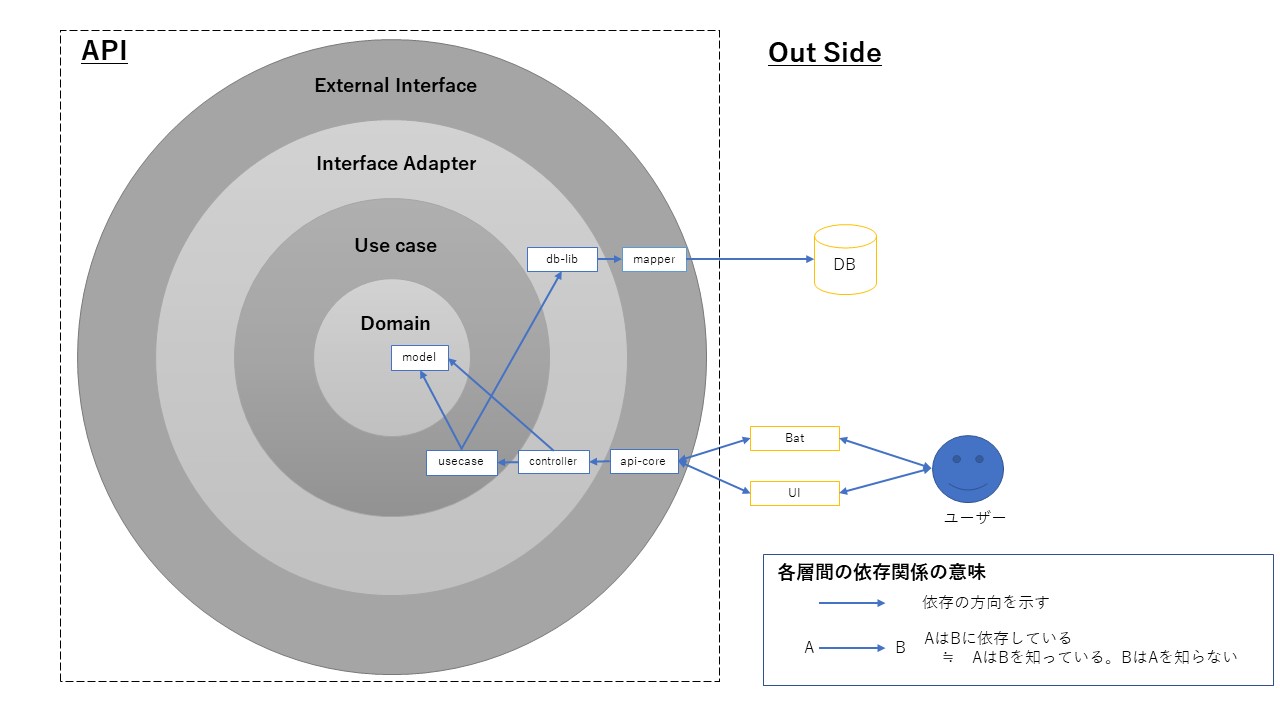 API
Out Side
External Interface
Interface Adapter
Use case
db-lib
mapper
DB
Domain
model
Bat
usecase
controller
api-core
UI
ユーザー
各層間の依存関係の意味
依存の方向を示す
A
B
AはBに依存している
≒ AはBを知っている。BはAを知らない